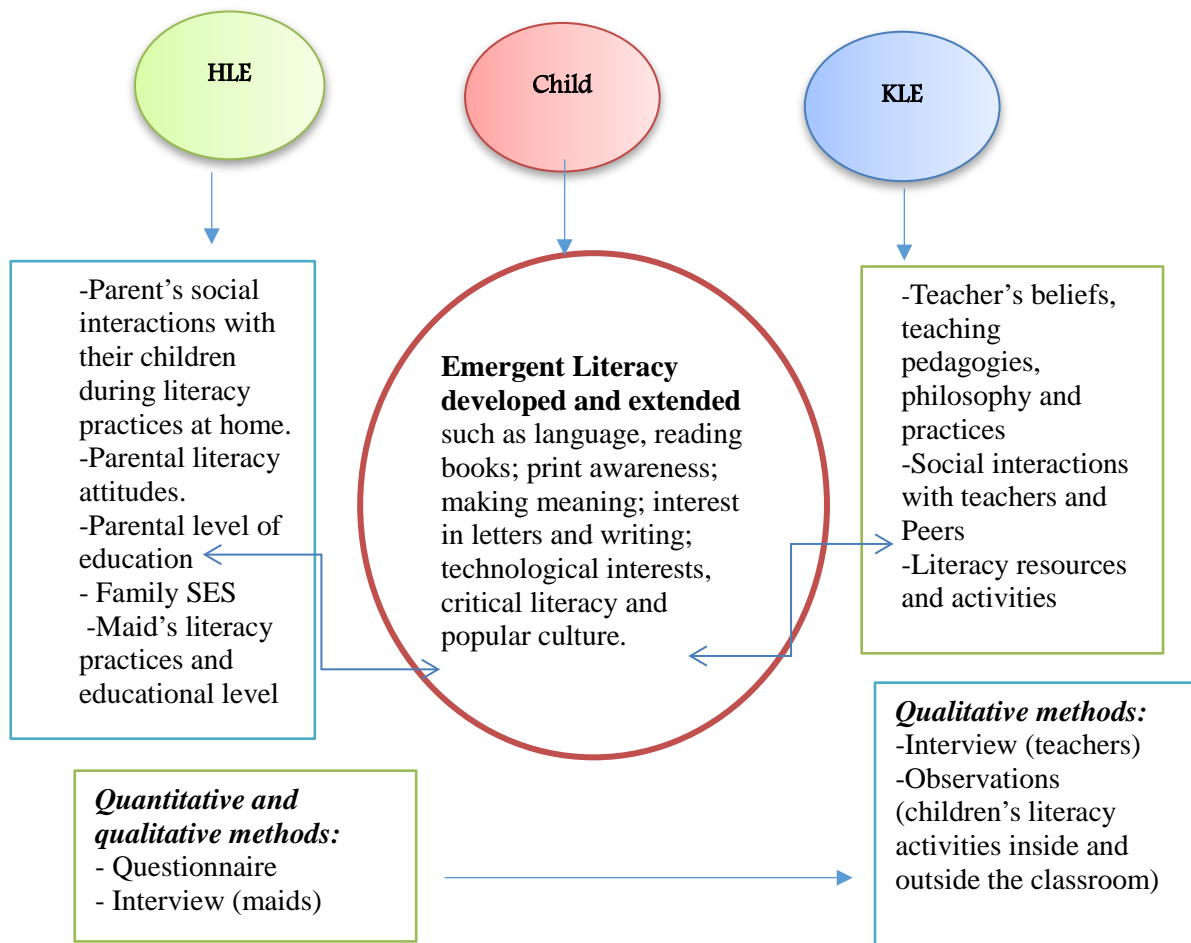 HLE
Child
KLE
-Parent’s social
interactions with
their children
during literacy
practices at home.
-Parental literacy
attitudes.
-Parental level of
education
- Family SES
-Maid’s literacy
practices and
educational level
Emergent Literacy
developed and extended
such as language, reading
books; print awareness;
making meaning; interest
in letters and writing;
technological interests,
critical literacy and
popular culture.
-Teacher’s beliefs,
teaching
pedagogies,
philosophy and
practices
-Social interactions
with teachers and
Peers
-Literacy resources
and activities
Quantitative and
qualitative methods:
- Questionnaire
- Interview (maids)
Qualitative methods:
-Interview (teachers)
-Observations
(children’s literacy
activities inside and
outside the classroom)